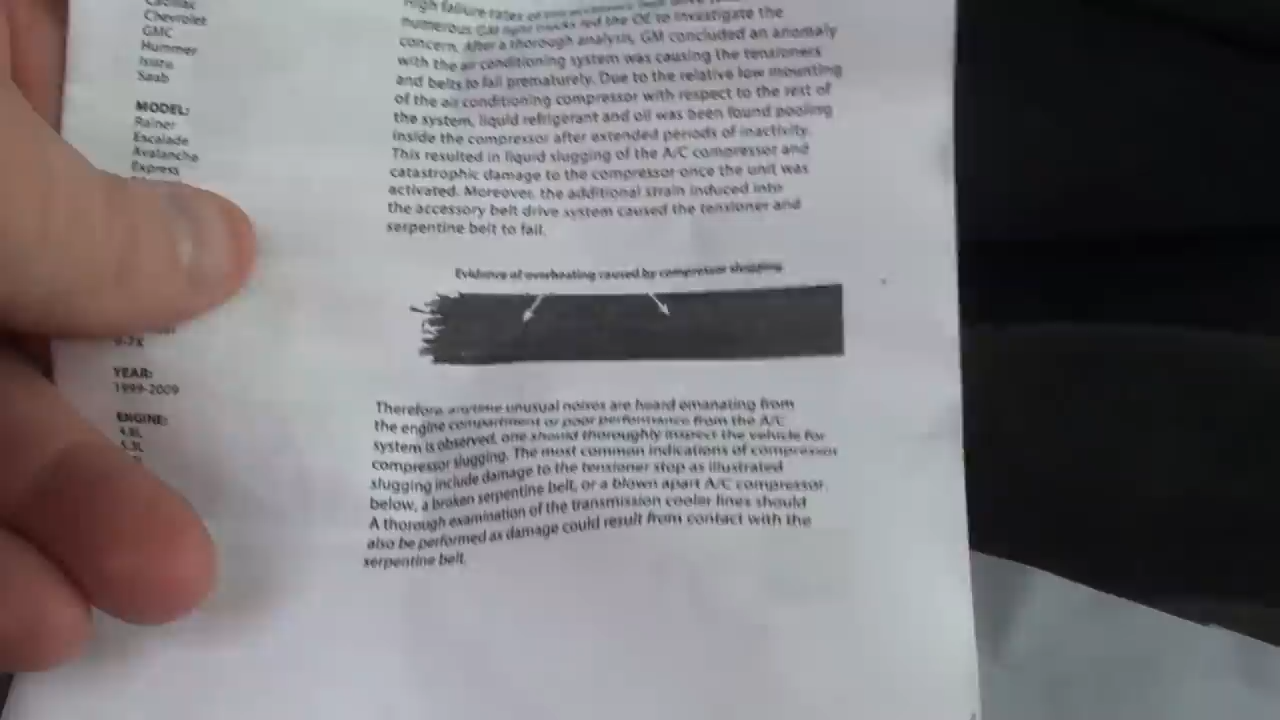 Cadillac
Chevrolet
GMC
Hummer
Isuzu
Saab
MODEL:
Rainer
Escalade
Avalanche
Express
9-7X
YEAR:
1999-2009
ENGINE:
4.8L
5.3L
High failure rates of
numerous GM light trucks led the OE to investigate the
concern. After a thorough analysis, GM concluded an anomaly
with the air conditioning system was causing the tensioners
and belts to fail prematurely. Due to the relative low mounting
of the air conditioning compressor with respect to the rest of
the system, liquid refrigerant and oil was been found pooling
inside the compressor after extended periods of inactivity.
This resulted in liquid slugging of the A/C compressor and
catastrophic damage to the compressor once the unit was
activated. Moreover, the additional strain induced into
the accessory belt drive system caused the tensioner and
serpentine belt to fail.
Evidence of overheating caused by compressor slugging
Therefore anytime unusual noises are heard emanating from
the engine compartment or poor performance from the A/C
system is observed, one should thoroughly inspect the vehicle for
compressor slugging. The most common indications of compressor
slugging include damage to the tensioner stop as illustrated
below, a broken serpentine belt, or a blown apart A/C compressor.
A thorough examination of the transmission cooler lines should
also be performed as damage could result from contact with the
serpentine belt.